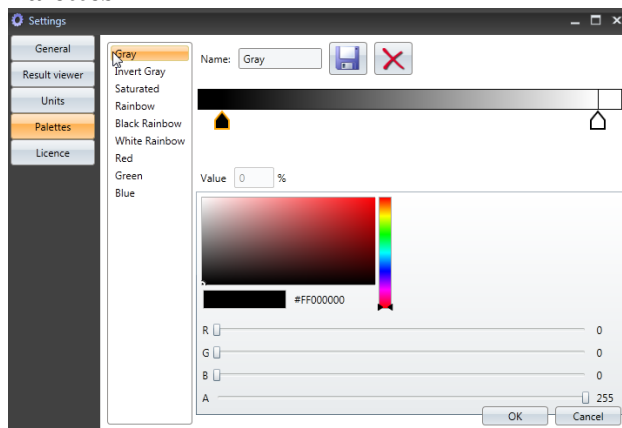 Settings
General
Result viewer
Units
Palettes
Licence
Gray
Invert Gray
Saturated
Rainbow
Black Rainbow
White Rainbow
Red
Green
Blue
Name: Gray
Value 0 %
#FF000000
R 0
G 0
B 0
A 255
OK Cancel